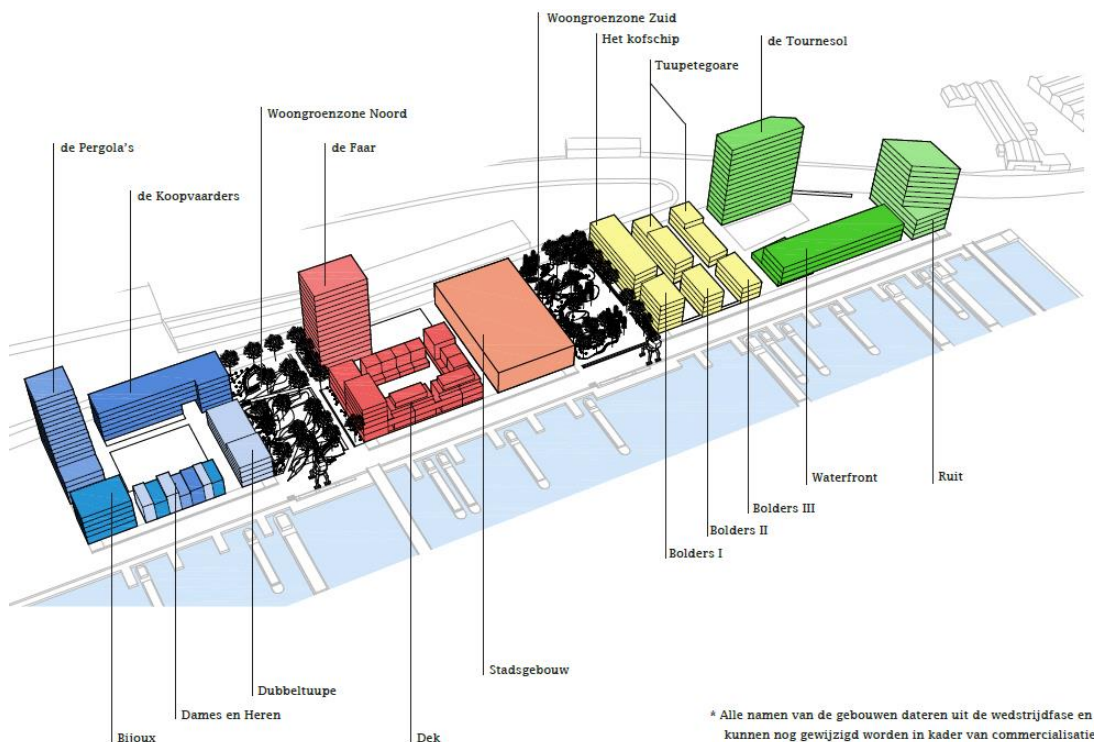 Woongroenzone Zuid
Het kofschip
de Tournesol
Tuupetegoare
Woongroenzone Noord
de Pergola's
de Faar
de Koopvaarders
Waterfront
Ruit
Bolders III
Bolders II
Bolders I
Stadsgebouw
Dubbeltuupe
Dames en Heren
Bijoux
Dek
* Alle namen van de gebouwen dateren uit de wedstrijdfase en
kunnen nog gewijzigd worden in kader van commercialisatie